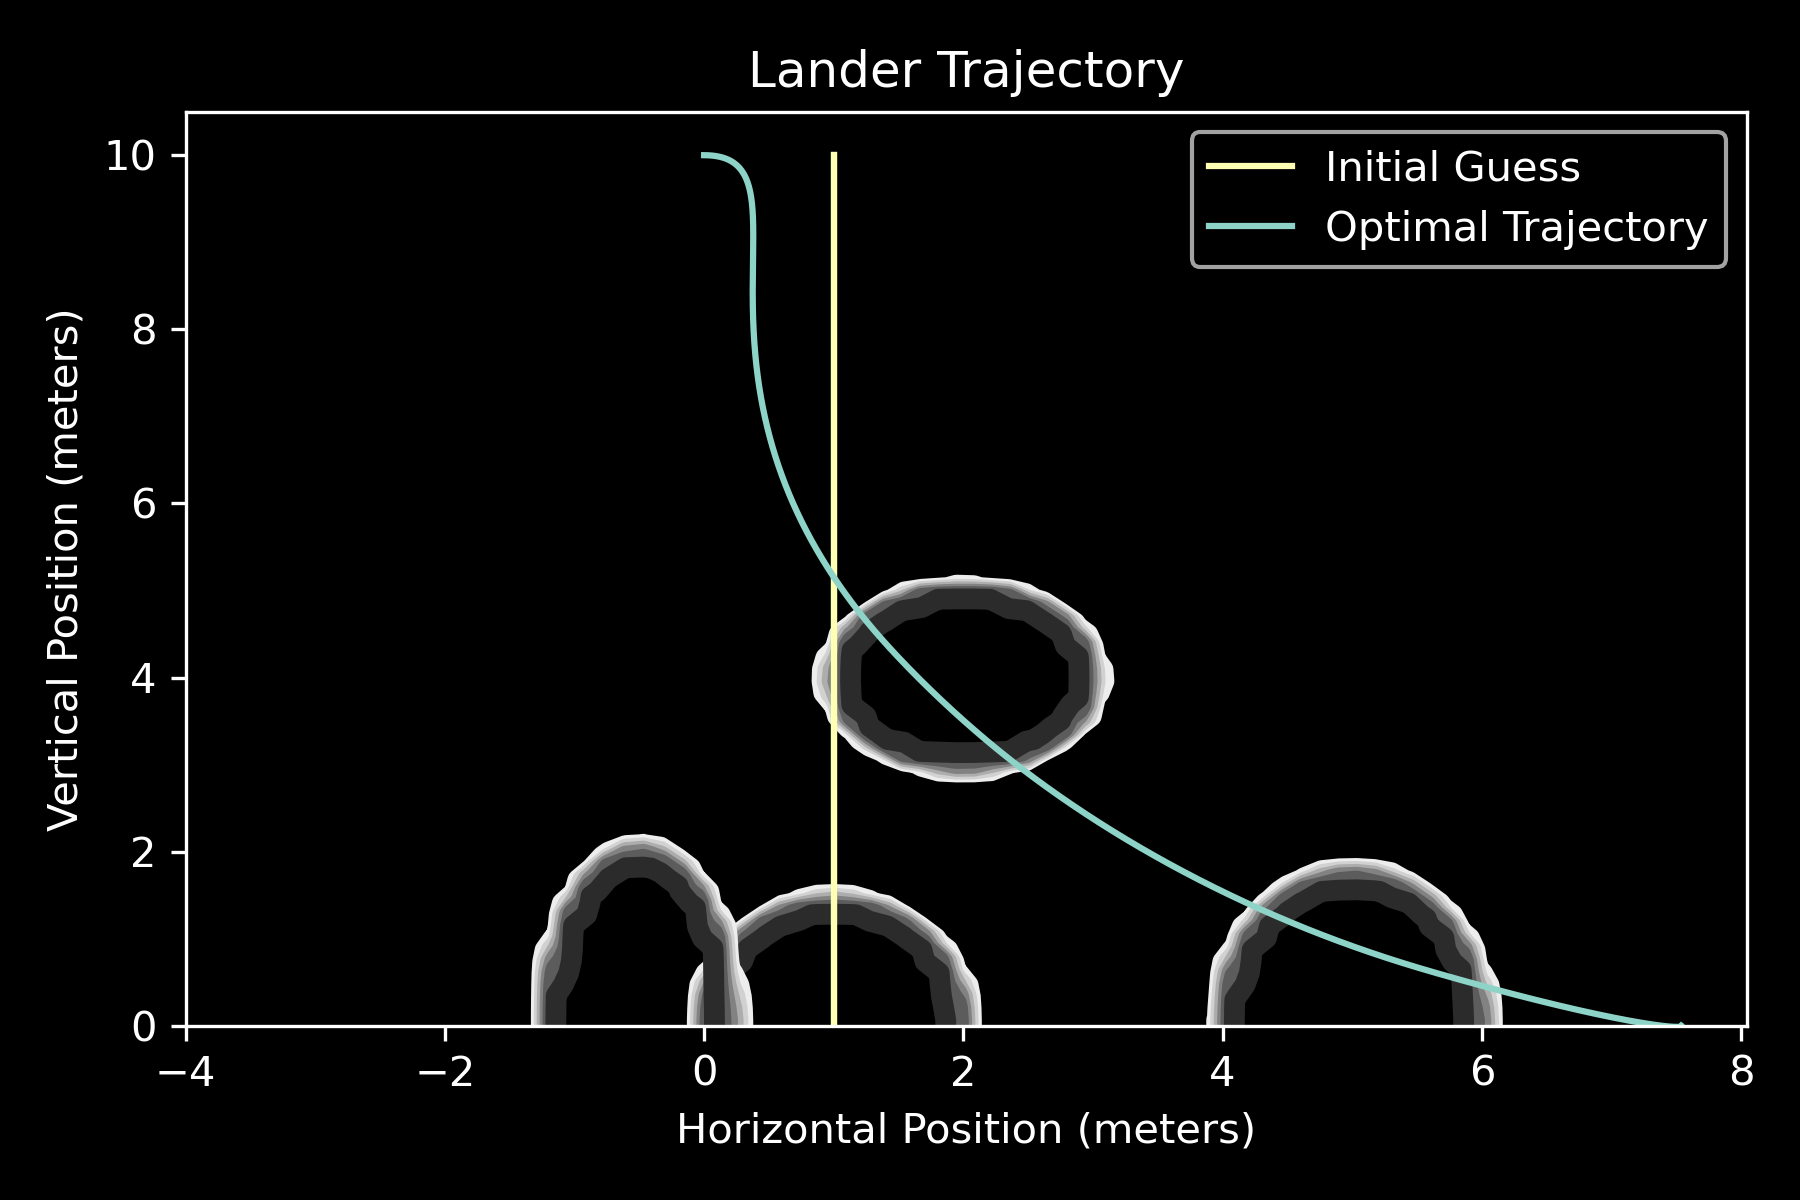 Lander Trajectory
Initial Guess
Optimal Trajectory
Vertical Position (meters)
10
8
6
4
2
0
−4 −2 0 2 4 6 8
Horizontal Position (meters)